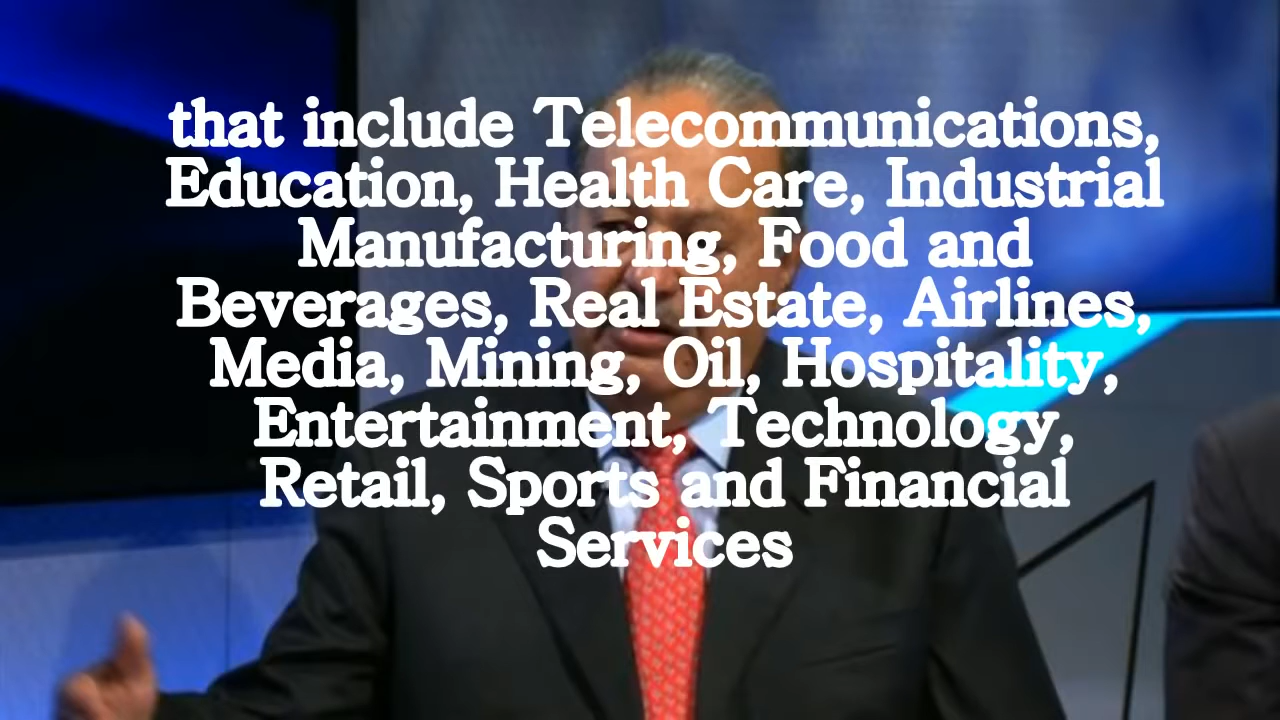 that include Telecommunications,
Education, Health Care, Industrial
Manufacturing, Food and
Beverages, Real Estate, Airlines,
Media, Mining, Oil, Hospitality,
Entertainment, Technology,
Retail, Sports and Financial
Services